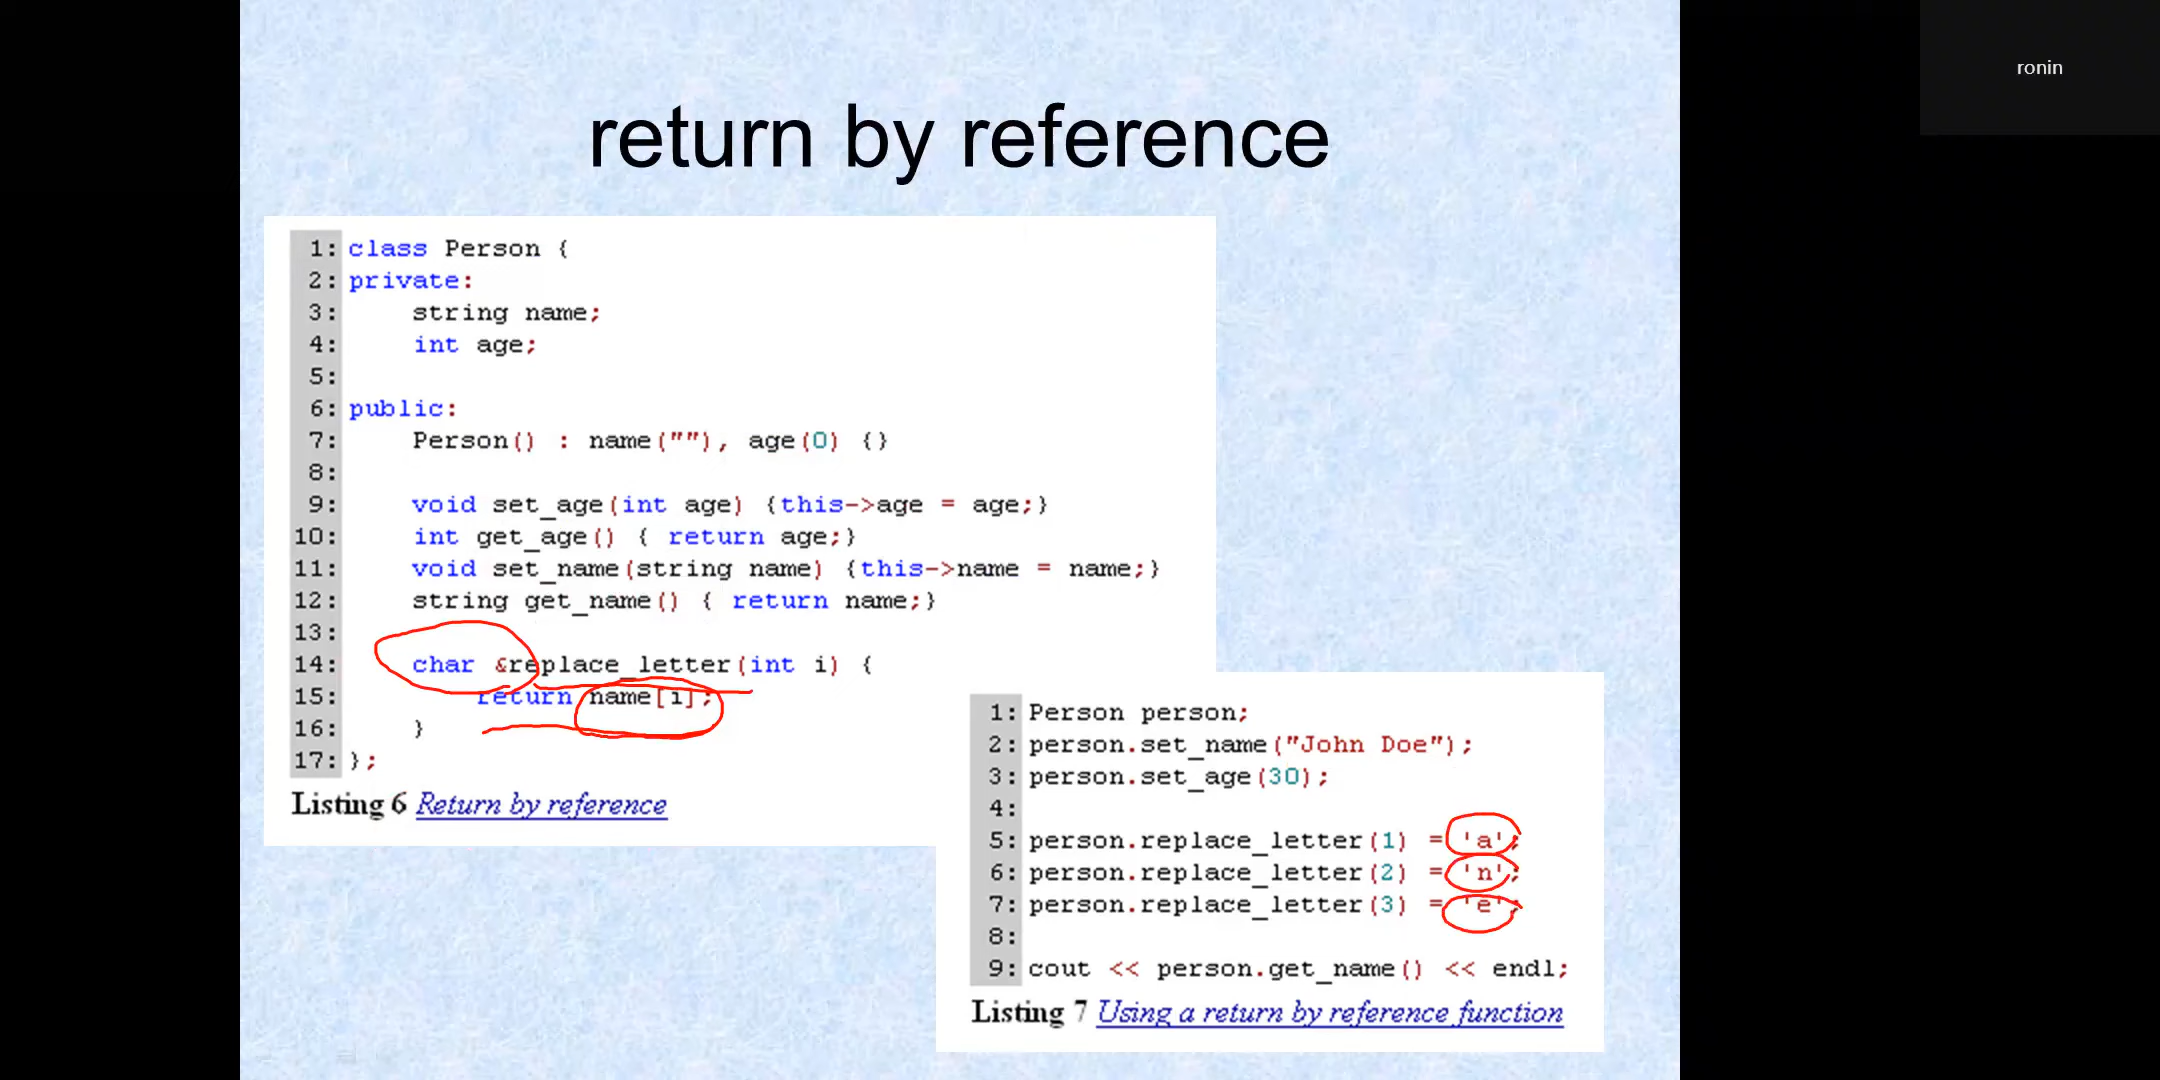 return by reference
ronin
1: class Person {
2: private:
3: string name;
4: int age;
5:
6: public:
7: Person() : name(""), age(0) {}
8:
9: void set_age(int age) {this->age = age;}
10: int get_age() { return age;}
11: void set_name(string name) {this->name = name;}
12: string get_name() { return name;}
13:
14: char &replace_letter(int i) {
15: return name[i];
16: }
17: };
Listing 6 Return by reference
1: Person person;
2: person.set_name("John Doe");
3: person.set_age(30);
4:
5: person.replace_letter(1) = 'a';
6: person.replace_letter(2) = 'n';
7: person.replace_letter(3) = 'e';
8:
9: cout << person.get_name() << endl;
Listing 7 Using a return by reference function